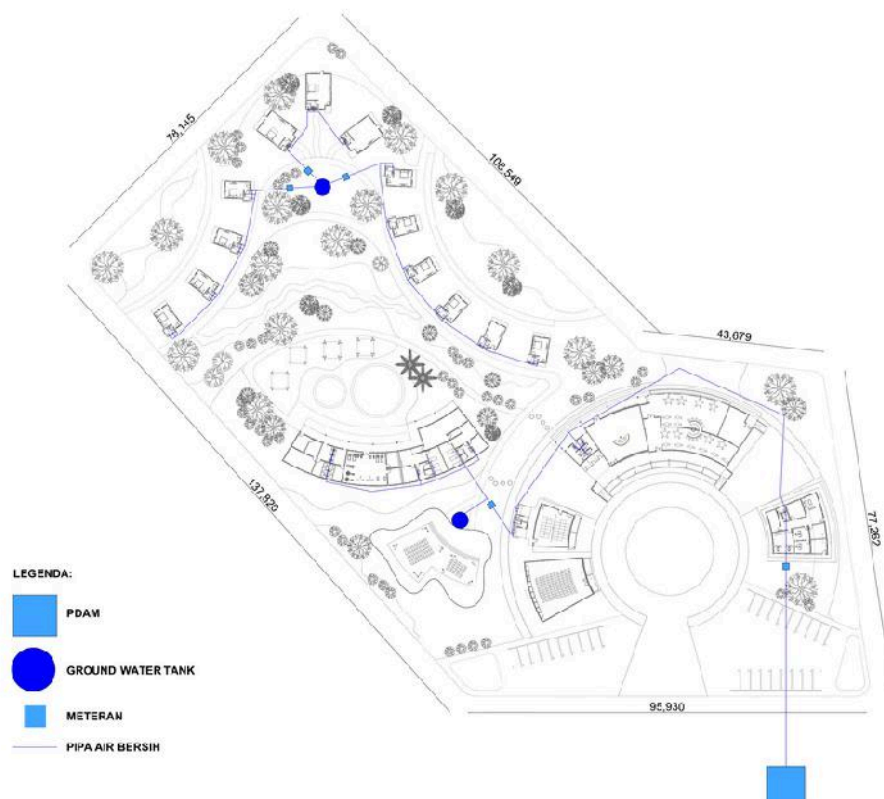 78,145
106,549
43,079
137,825
77,262
95,930
LEGENDA:
PDAM
GROUND WATER TANK
METERAN
PIPA AIR BERSIH